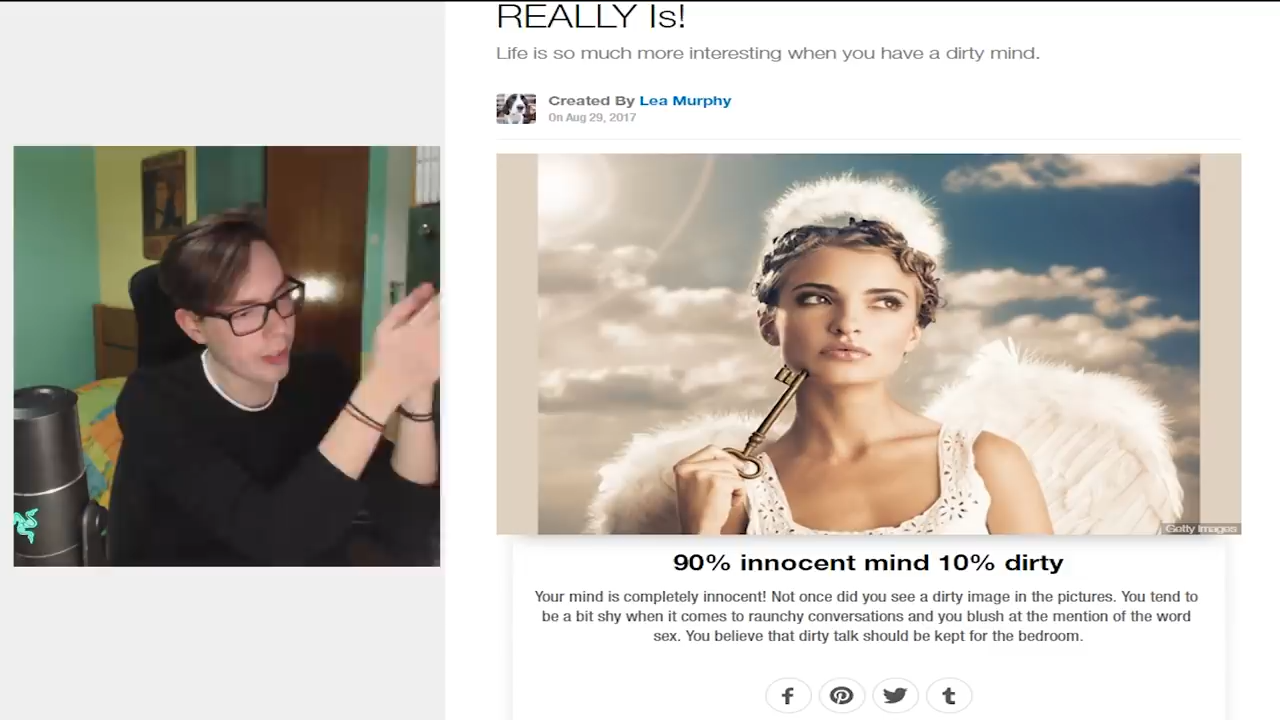 REALLY Is!
Life is so much more interesting when you have a dirty mind.
Created By Lea Murphy
On Aug 29, 2017
Getty Images
90% innocent mind 10% dirty
Your mind is completely innocent! Not once did you see a dirty image in the pictures. You tend to
be a bit shy when it comes to raunchy conversations and you blush at the mention of the word
sex. You believe that dirty talk should be kept for the bedroom.